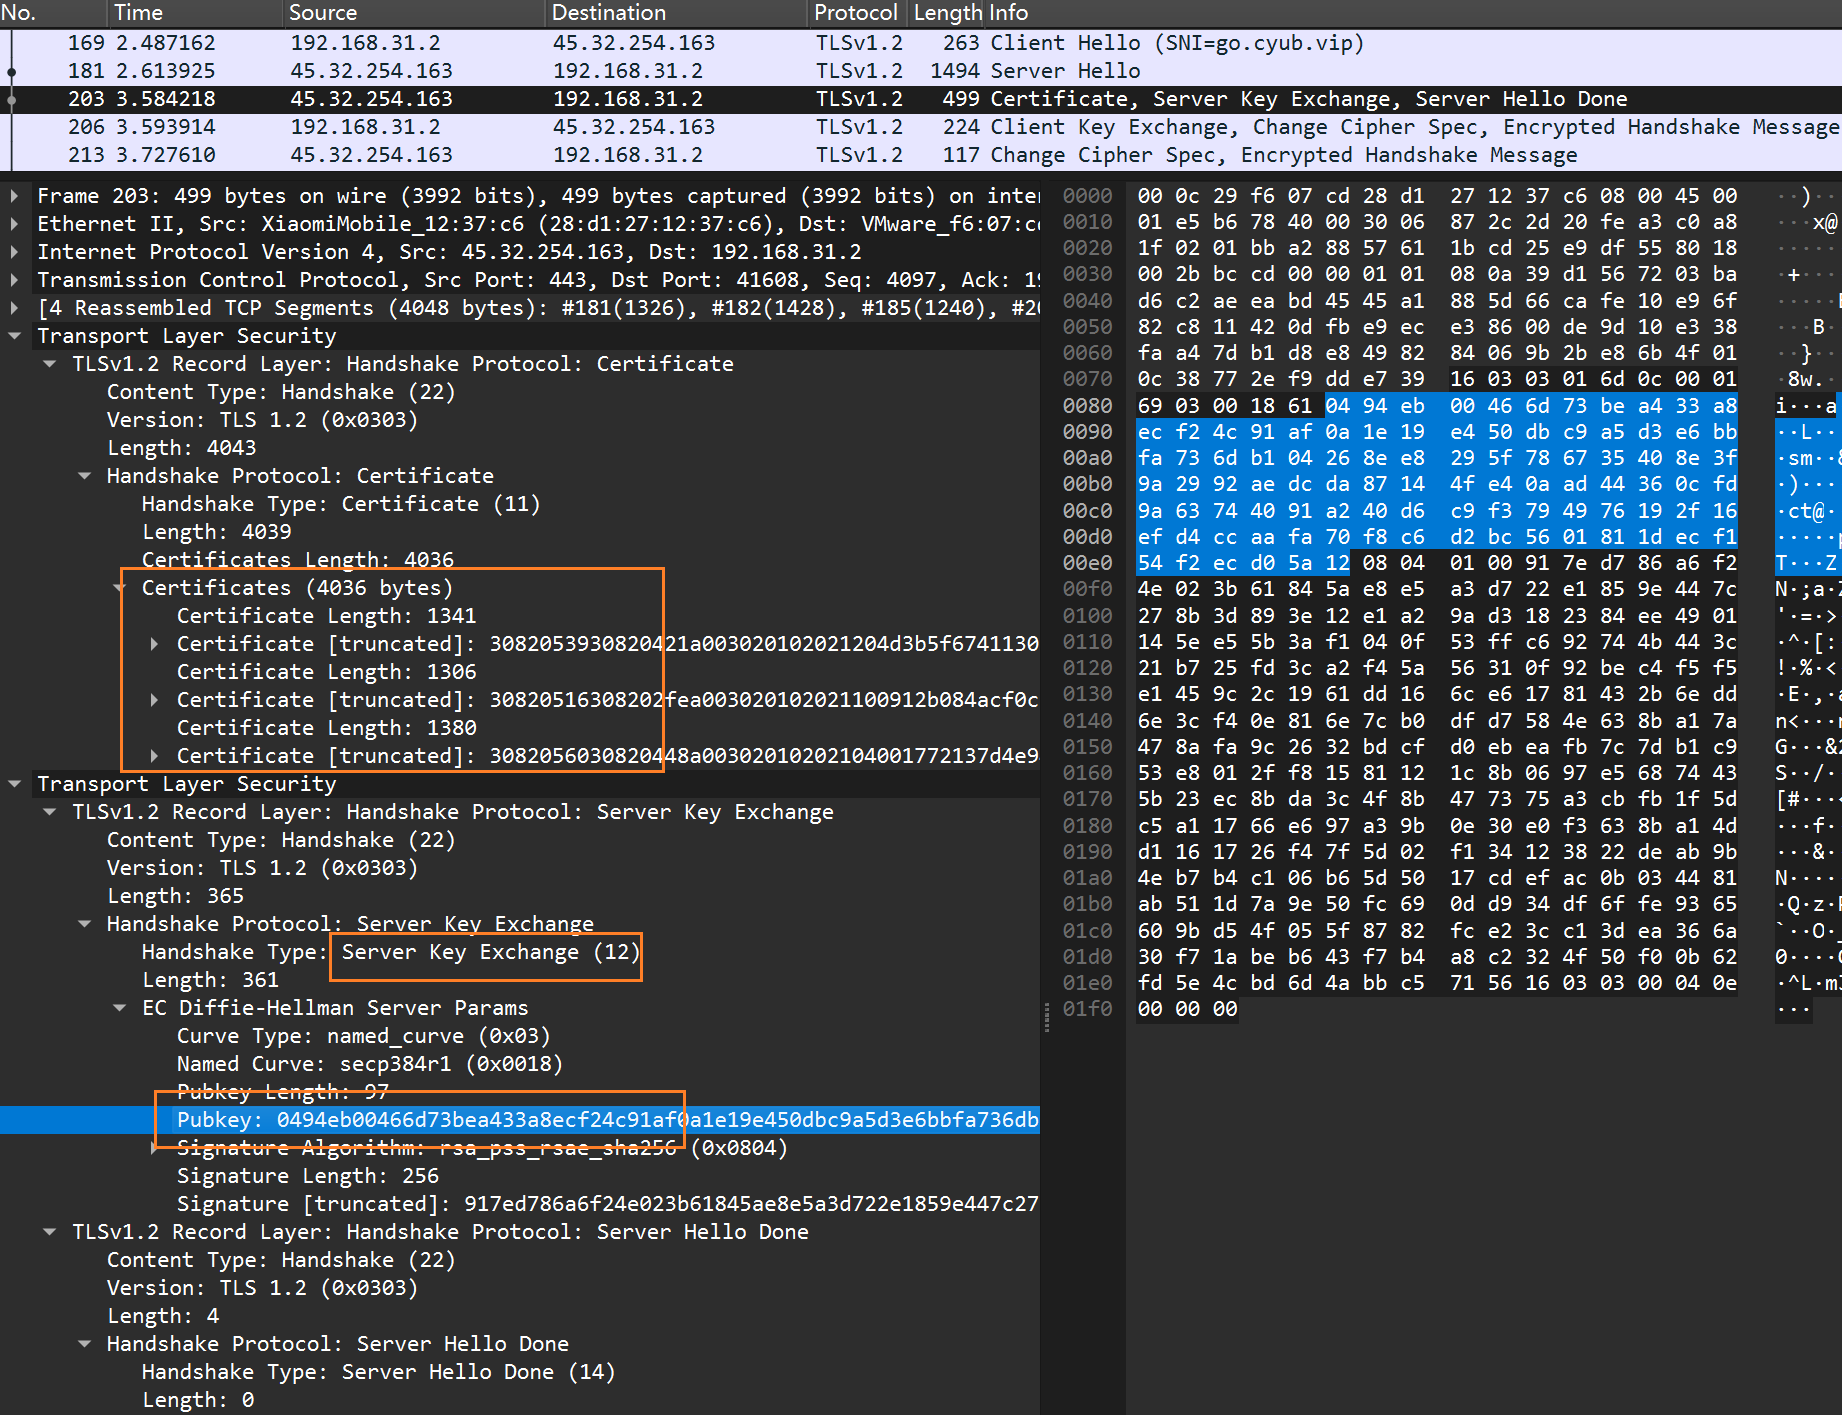 No. Time Source Destination Protocol Length Info
169 2.487162 192.168.31.2 45.32.254.163 TLSv1.2 263 Client Hello (SNI=go.cyub.vip)
181 2.613925 45.32.254.163 192.168.31.2 TLSv1.2 1494 Server Hello
203 3.584218 45.32.254.163 192.168.31.2 TLSv1.2 499 Certificate, Server Key Exchange, Server Hello Done
206 3.593914 192.168.31.2 45.32.254.163 TLSv1.2 224 Client Key Exchange, Change Cipher Spec, Encrypted Handshake Message
213 3.727610 45.32.254.163 192.168.31.2 TLSv1.2 117 Change Cipher Spec, Encrypted Handshake Message
Frame 203: 499 bytes on wire (3992 bits), 499 bytes captured (3992 bits) on inter
Ethernet II, Src: XiaomiMobile_12:37:c6 (28:d1:27:12:37:c6), Dst: VMware_f6:07:cd
Internet Protocol Version 4, Src: 45.32.254.163, Dst: 192.168.31.2
Transmission Control Protocol, Src Port: 443, Dst Port: 41608, Seq: 4097, Ack: 19
[4 Reassembled TCP Segments (4048 bytes): #181(1326), #182(1428), #185(1240), #20
Transport Layer Security
TLSv1.2 Record Layer: Handshake Protocol: Certificate
Content Type: Handshake (22)
Version: TLS 1.2 (0x0303)
Length: 4043
Handshake Protocol: Certificate
Handshake Type: Certificate (11)
Length: 4039
Certificates Length: 4036
Certificates (4036 bytes)
Certificate Length: 1341
Certificate [truncated]: 3082053930820421a003020102021204d3b5f6741130
Certificate Length: 1306
Certificate [truncated]: 30820516308202fea003020102021100912b084acf0c
Certificate Length: 1380
Certificate [truncated]: 3082056030820448a003020102021040017721​37d4e9
Transport Layer Security
TLSv1.2 Record Layer: Handshake Protocol: Server Key Exchange
Content Type: Handshake (22)
Version: TLS 1.2 (0x0303)
Length: 365
Handshake Protocol: Server Key Exchange
Handshake Type: Server Key Exchange (12)
Length: 361
EC Diffie-Hellman Server Params
Curve Type: named_curve (0x03)
Named Curve: secp384r1 (0x0018)
Pubkey Length: 97
Pubkey: 0494eb00466d73bea433a8ecf24c91af0a1e19e450dbc9a5d3e6bbfa736db
Signature Algorithm: rsa_pss_rsae_sha256 (0x0804)
Signature Length: 256
Signature [truncated]: 917ed786a6f24e023b61845ae8e5a3d722e1859e447c27
TLSv1.2 Record Layer: Handshake Protocol: Server Hello Done
Content Type: Handshake (22)
Version: TLS 1.2 (0x0303)
Length: 4
Handshake Protocol: Server Hello Done
Handshake Type: Server Hello Done (14)
Length: 0
0000 00 0c 29 f6 07 cd 28 d1 27 12 37 c6 08 00 45 00 ··)··
0010 01 e5 b6 78 40 00 30 06 87 2c 2d 20 fe a3 c0 a8 ···x@
0020 1f 02 01 bb a2 88 57 61 1b cd 25 e9 df 55 80 18 ·····
0030 00 2b bc cd 00 00 01 01 08 0a 39 d1 56 72 03 ba ·+···
0040 d6 c2 ae ea bd 45 45 a1 88 5d 66 ca fe 10 e9 6f ·····E
0050 82 c8 11 42 0d fb e9 ec e3 86 00 de 9d 10 e3 38 ···B·
0060 fa a4 7d b1 d8 e8 49 82 84 06 9b 2b e8 6b 4f 01 ··}··
0070 0c 38 77 2e f9 dd e7 39 16 03 03 01 6d 0c 00 01 ·8w.·
0080 69 03 00 18 61 04 94 eb 00 46 6d 73 be a4 33 a8 i···a
0090 ec f2 4c 91 af 0a 1e 19 e4 50 db c9 a5 d3 e6 bb ··L··
00a0 fa 73 6d b1 04 26 8e e8 29 5f 78 67 35 40 8e 3f ·sm··&
00b0 9a 29 92 ae dc da 87 14 4f e4 0a ad 44 36 0c fd ·)···
00c0 9a 63 74 40 91 a2 40 d6 c9 f3 79 49 76 19 2f 16 ·ct@·
00d0 ef d4 cc aa fa 70 f8 c6 d2 bc 56 01 81 1d ec f1 ·····p
00e0 54 f2 ec d0 5a 12 08 04 01 00 91 7e d7 86 a6 f2 T···Z
00f0 4e 02 3b 61 84 5a e8 e5 a3 d7 22 e1 85 9e 44 7c N·;a·Z
0100 27 8b 3d 89 3e 12 e1 a2 9a d3 18 23 84 ee 49 01 '·=·>
0110 14 5e e5 5b 3a f1 04 0f 53 ff c6 92 74 4b 44 3c ·^·[:
0120 21 b7 25 fd 3c a2 f4 5a 56 31 0f 92 be c4 f5 f5 !·%·<
0130 e1 45 9c 2c 19 61 dd 16 6c e6 17 81 43 2b 6e dd ·E·,·a
0140 6e 3c f4 0e 81 6e 7c b0 df d7 58 4e 63 8b a1 7a n<···n
0150 47 8a fa 9c 26 32 bd cf d0 eb ea fb 7c 7d b1 c9 G···&2
0160 53 e8 01 2f f8 15 81 12 1c 8b 06 97 e5 68 74 43 S··/·
0170 5b 23 ec 8b da 3c 4f 8b 47 73 75 a3 cb fb 1f 5d [#···<
0180 c5 a1 17 66 e6 97 a3 9b 0e 30 e0 f3 63 8b a1 4d ···f·
0190 d1 16 17 26 f4 7f 5d 02 f1 34 12 38 22 de ab 9b ···&·
01a0 4e b7 b4 c1 06 b6 5d 50 17 cd ef ac 0b 03 44 81 N····
01b0 ab 51 1d 7a 9e 50 fc 69 0d d9 34 df 6f fe 93 65 ·Q·z·P
01c0 60 9b d5 4f 05 5f 87 82 fc e2 3c c1 3d ea 36 6a `··O·_
01d0 30 f7 1a be b6 43 f7 b4 a8 c2 32 4f 50 f0 0b 62 0····C
01e0 fd 5e 4c bd 6d 4a bb c5 71 56 16 03 03 00 04 0e ·^L·mJ
01f0 00 00 00 ···